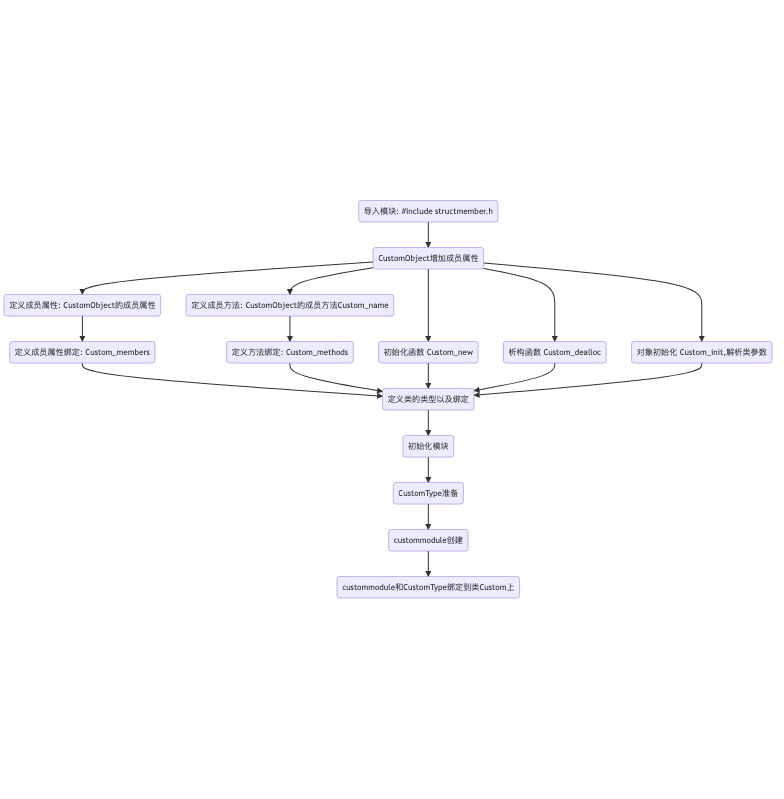 导入模块: #include structmember.h
CustomObject增加成员属性
定义成员属性: CustomObject的成员属性
定义成员方法: CustomObject的成员方法Custom_name
定义成员属性绑定: Custom_members
定义方法绑定: Custom_methods
初始化函数 Custom_new
析构函数 Custom_dealloc
对象初始化 Custom_init,解析类参数
定义类的类型以及绑定
初始化模块
CustomType准备
custommodule创建
custommodule和CustomType绑定到类Custom上